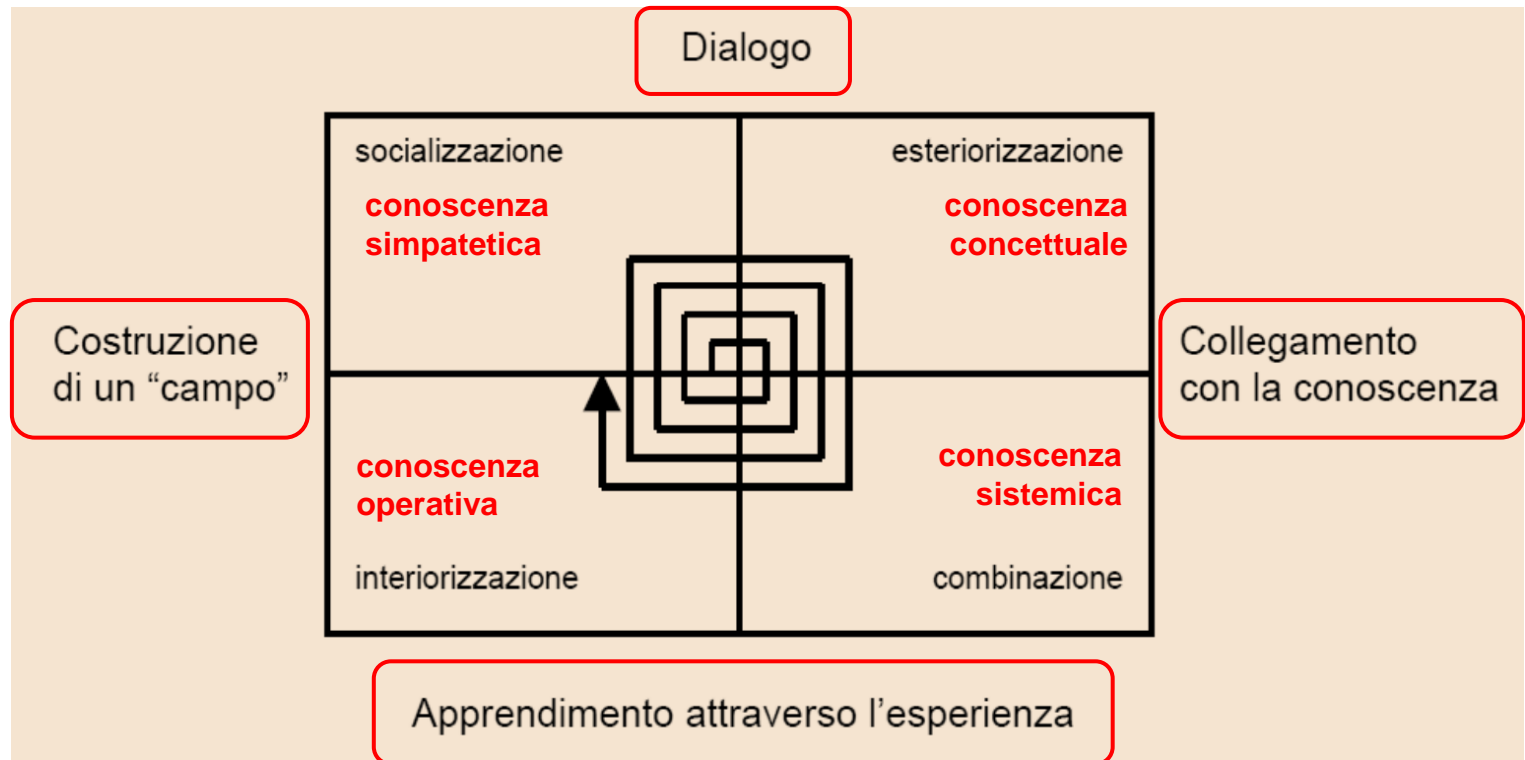 Dialogo
socializzazione
esteriorizzazione
conoscenza
simpatetica
conoscenza
concettuale
Costruzione
di un “campo”
Collegamento
con la conoscenza
conoscenza
operativa
conoscenza
sistemica
interiorizzazione
combinazione
Apprendimento attraverso l’esperienza